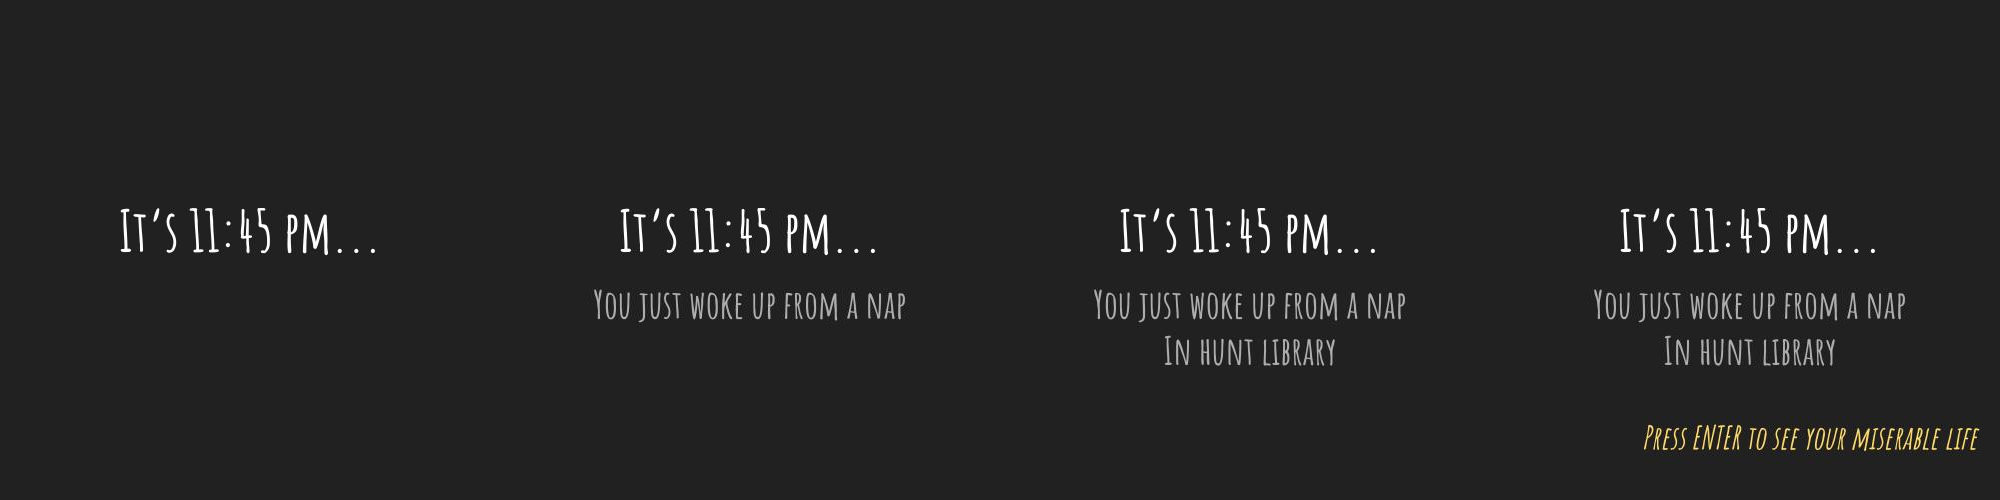 It's 11:45 pm...
It's 11:45 pm...
You just woke up from a nap
It's 11:45 pm...
You just woke up from a nap
In hunt library
It's 11:45 pm...
You just woke up from a nap
In hunt library
Press ENTER to see your miserable life